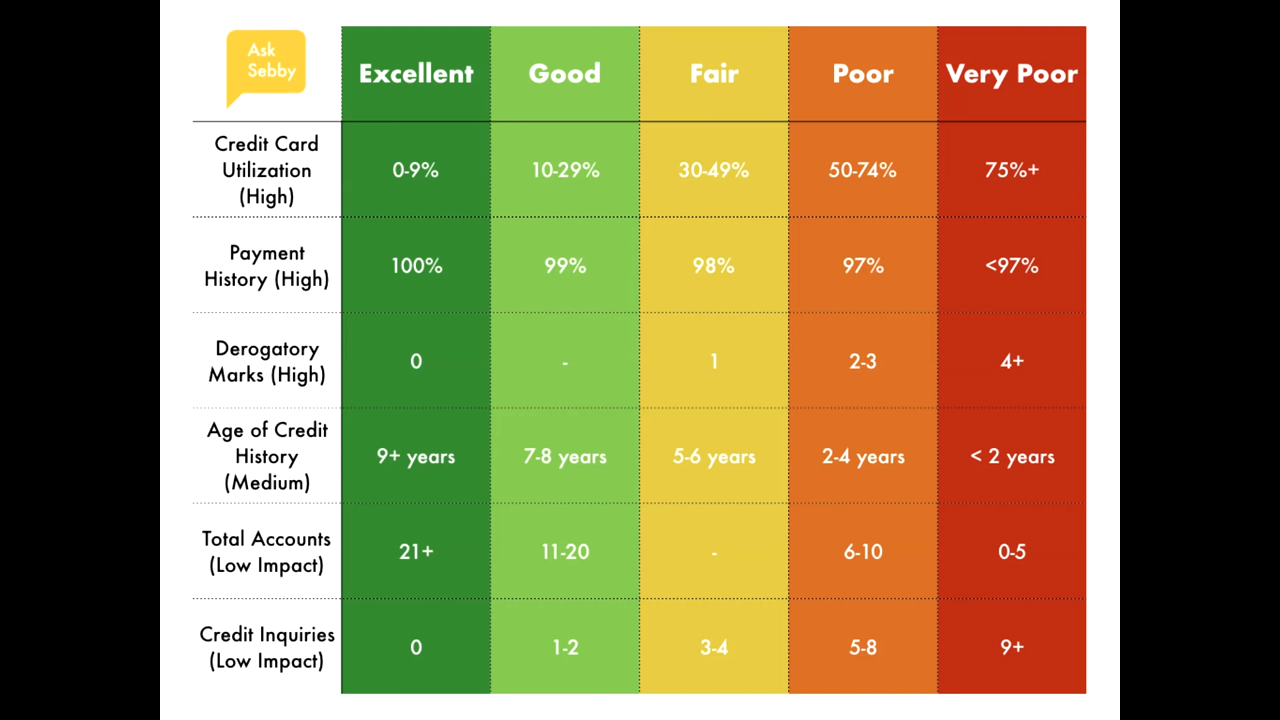 Ask
Sebby
Excellent Good Fair Poor Very Poor
Credit Card
Utilization
(High)
0-9% 10-29% 30-49% 50-74% 75%+
Payment
History (High)
100% 99% 98% 97% <97%
Derogatory
Marks (High)
0 - 1 2-3 4+
Age of Credit
History
(Medium)
9+ years 7-8 years 5-6 years 2-4 years < 2 years
Total Accounts
(Low Impact)
21+ 11-20 - 6-10 0-5
Credit Inquiries
(Low Impact)
0 1-2 3-4 5-8 9+